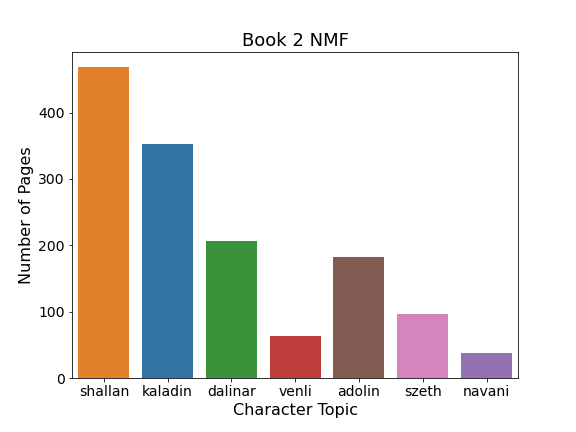 Book 2 NMF
Number of Pages
400
300
200
100
0
shallan kaladin dalinar venli adolin szeth navani
Character Topic